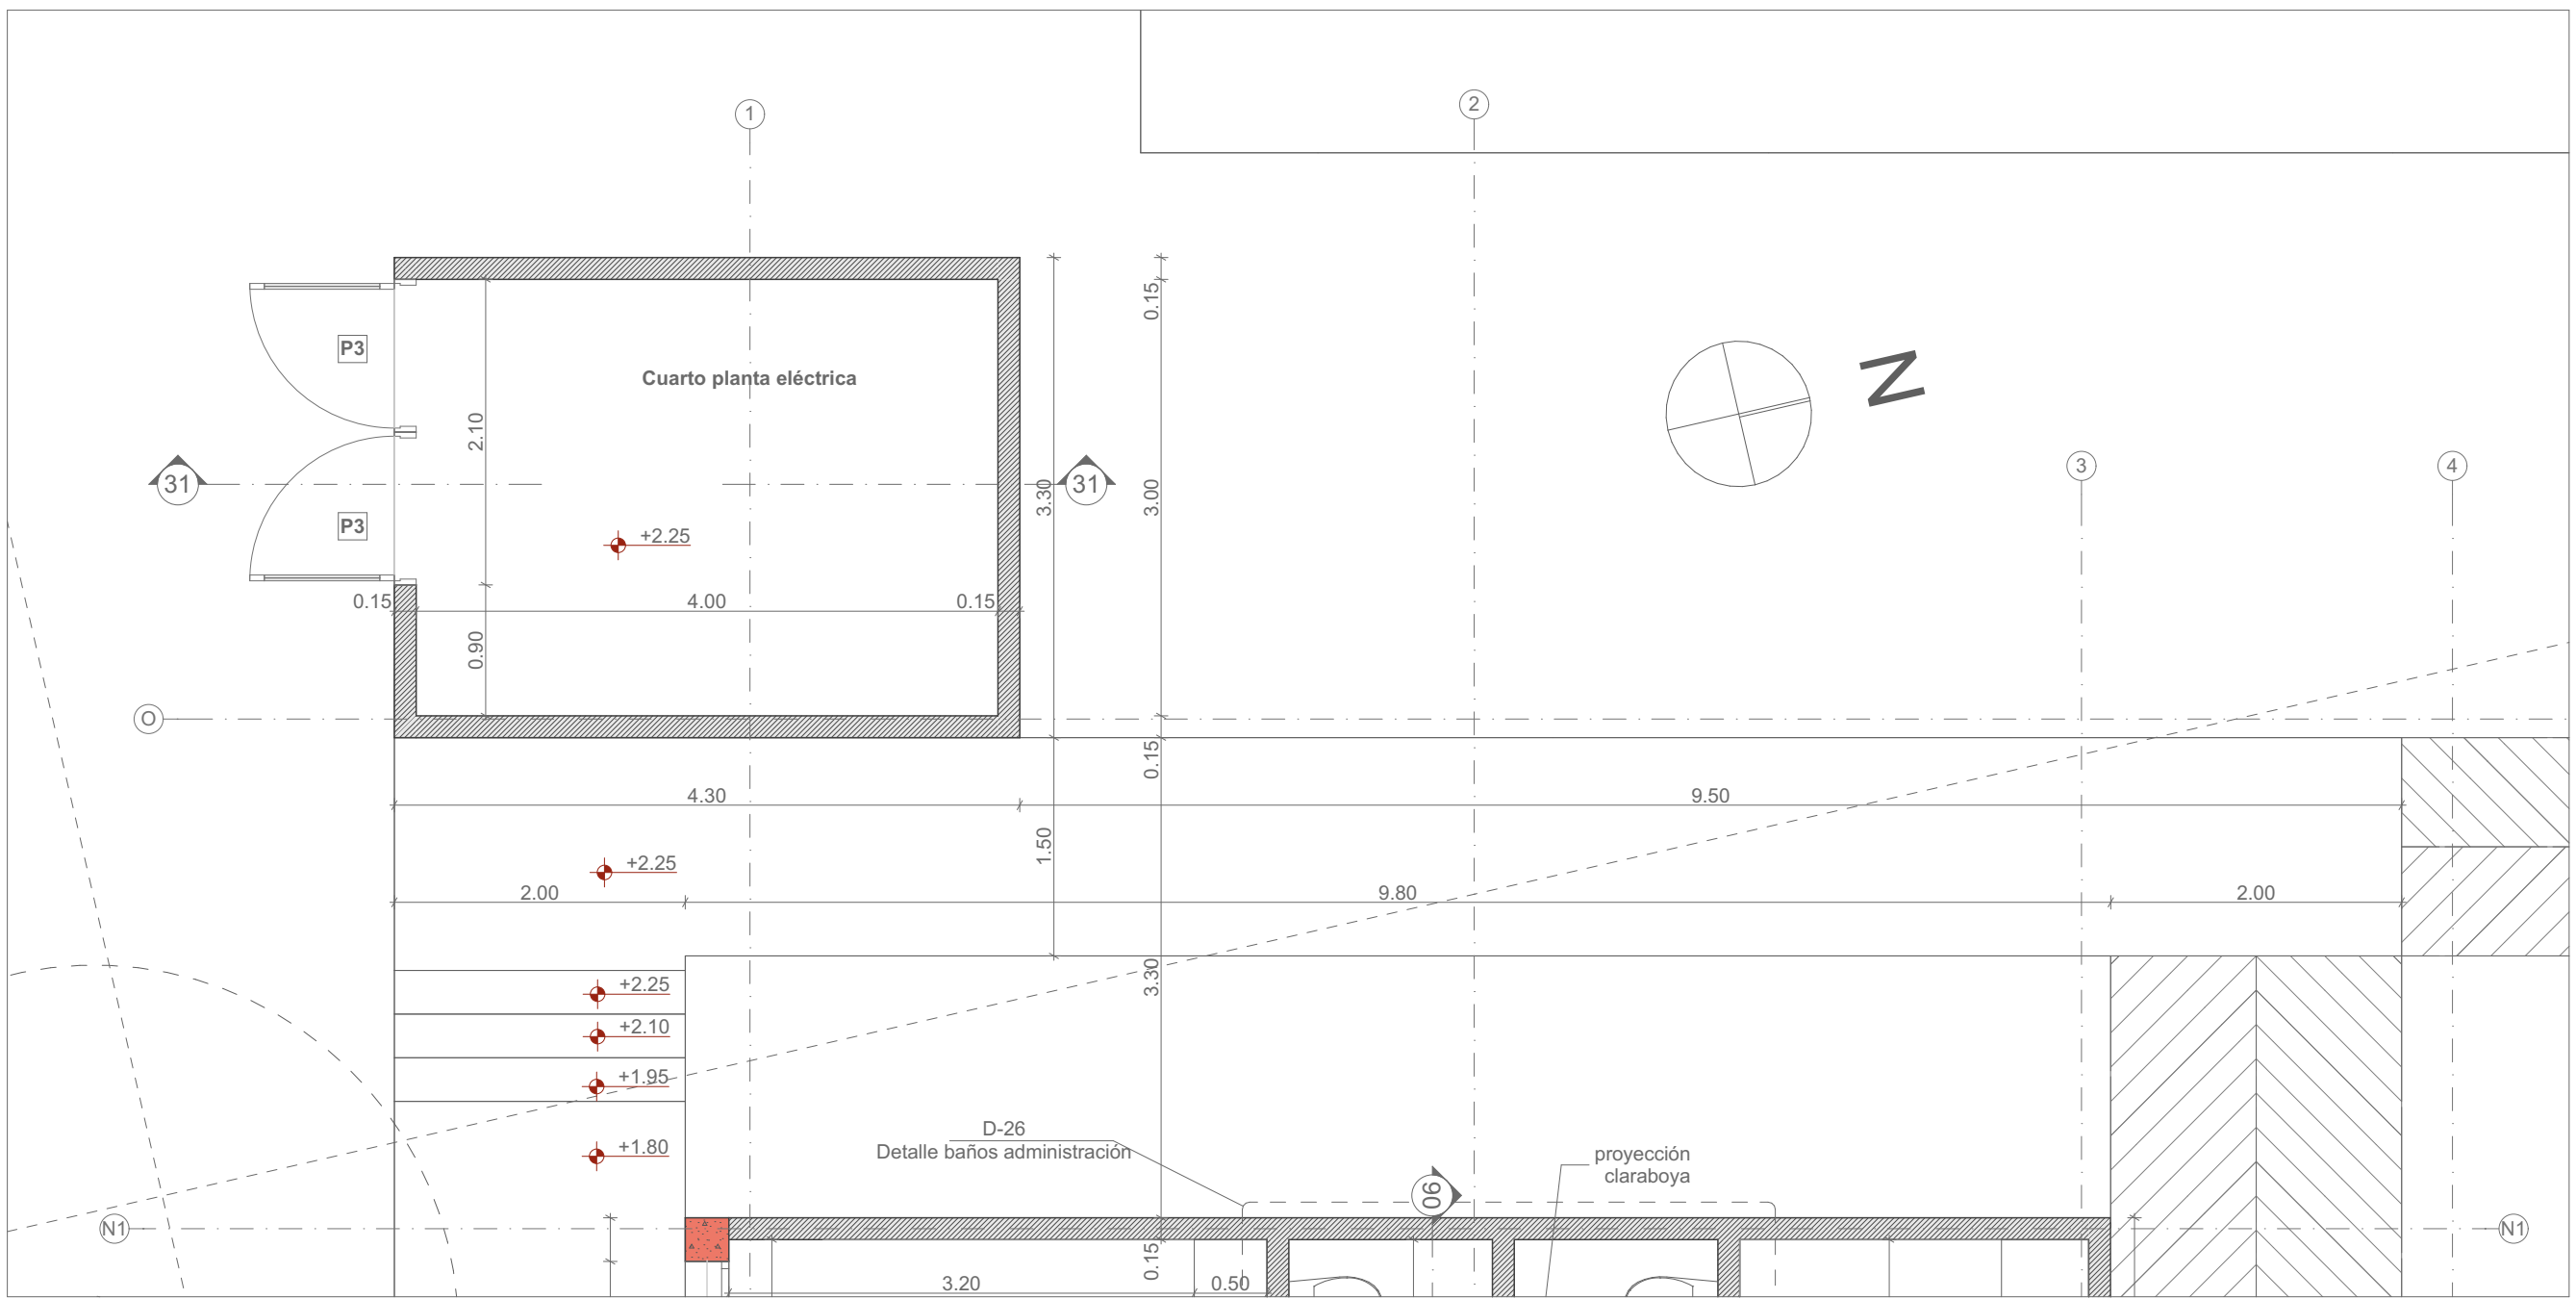 1
2
P3
0.15
Cuarto planta eléctrica
N
2.10
31
31
3.30
3.00
3
4
P3
+2.25
0.15
4.00
0.15
0.90
O
0.15
4.30
9.50
1.50
+2.25
2.00
9.80
2.00
3.30
+2.25
+2.10
+1.95
+1.80
D-26
Detalle baños administración
proyección
claraboya
06
N1
N1
0.15
3.20
0.50